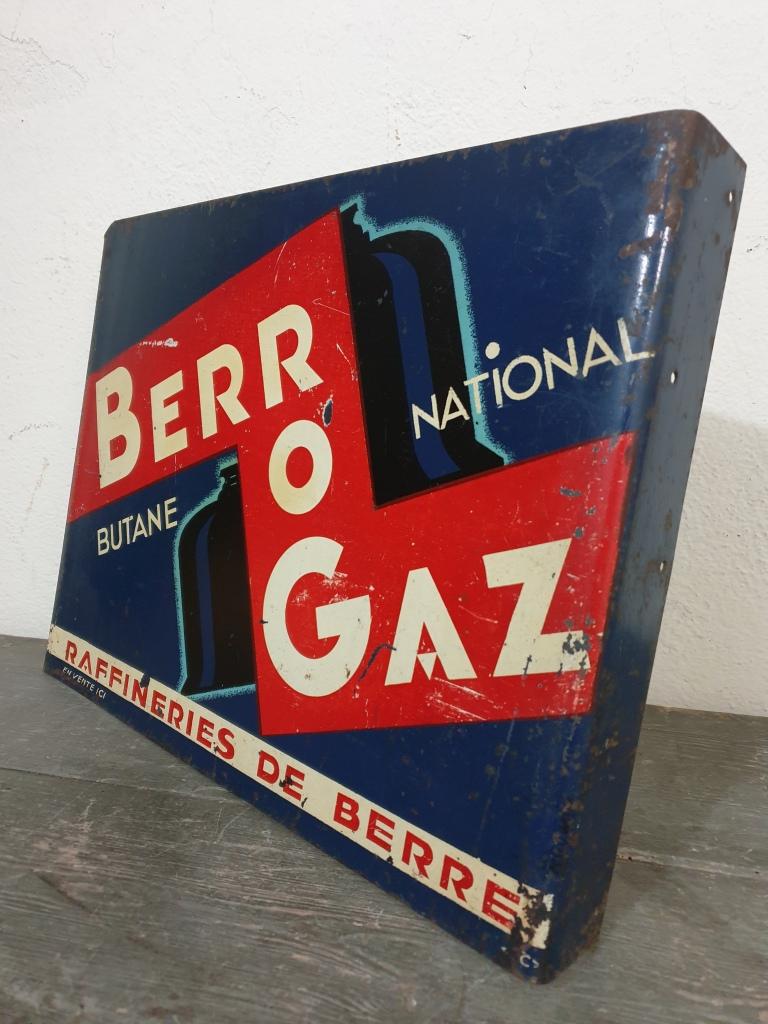 BERR
O
GAZ
BUTANE
NATIONAL
RAFFINERIES DE BERRE
EN VENTE ICI